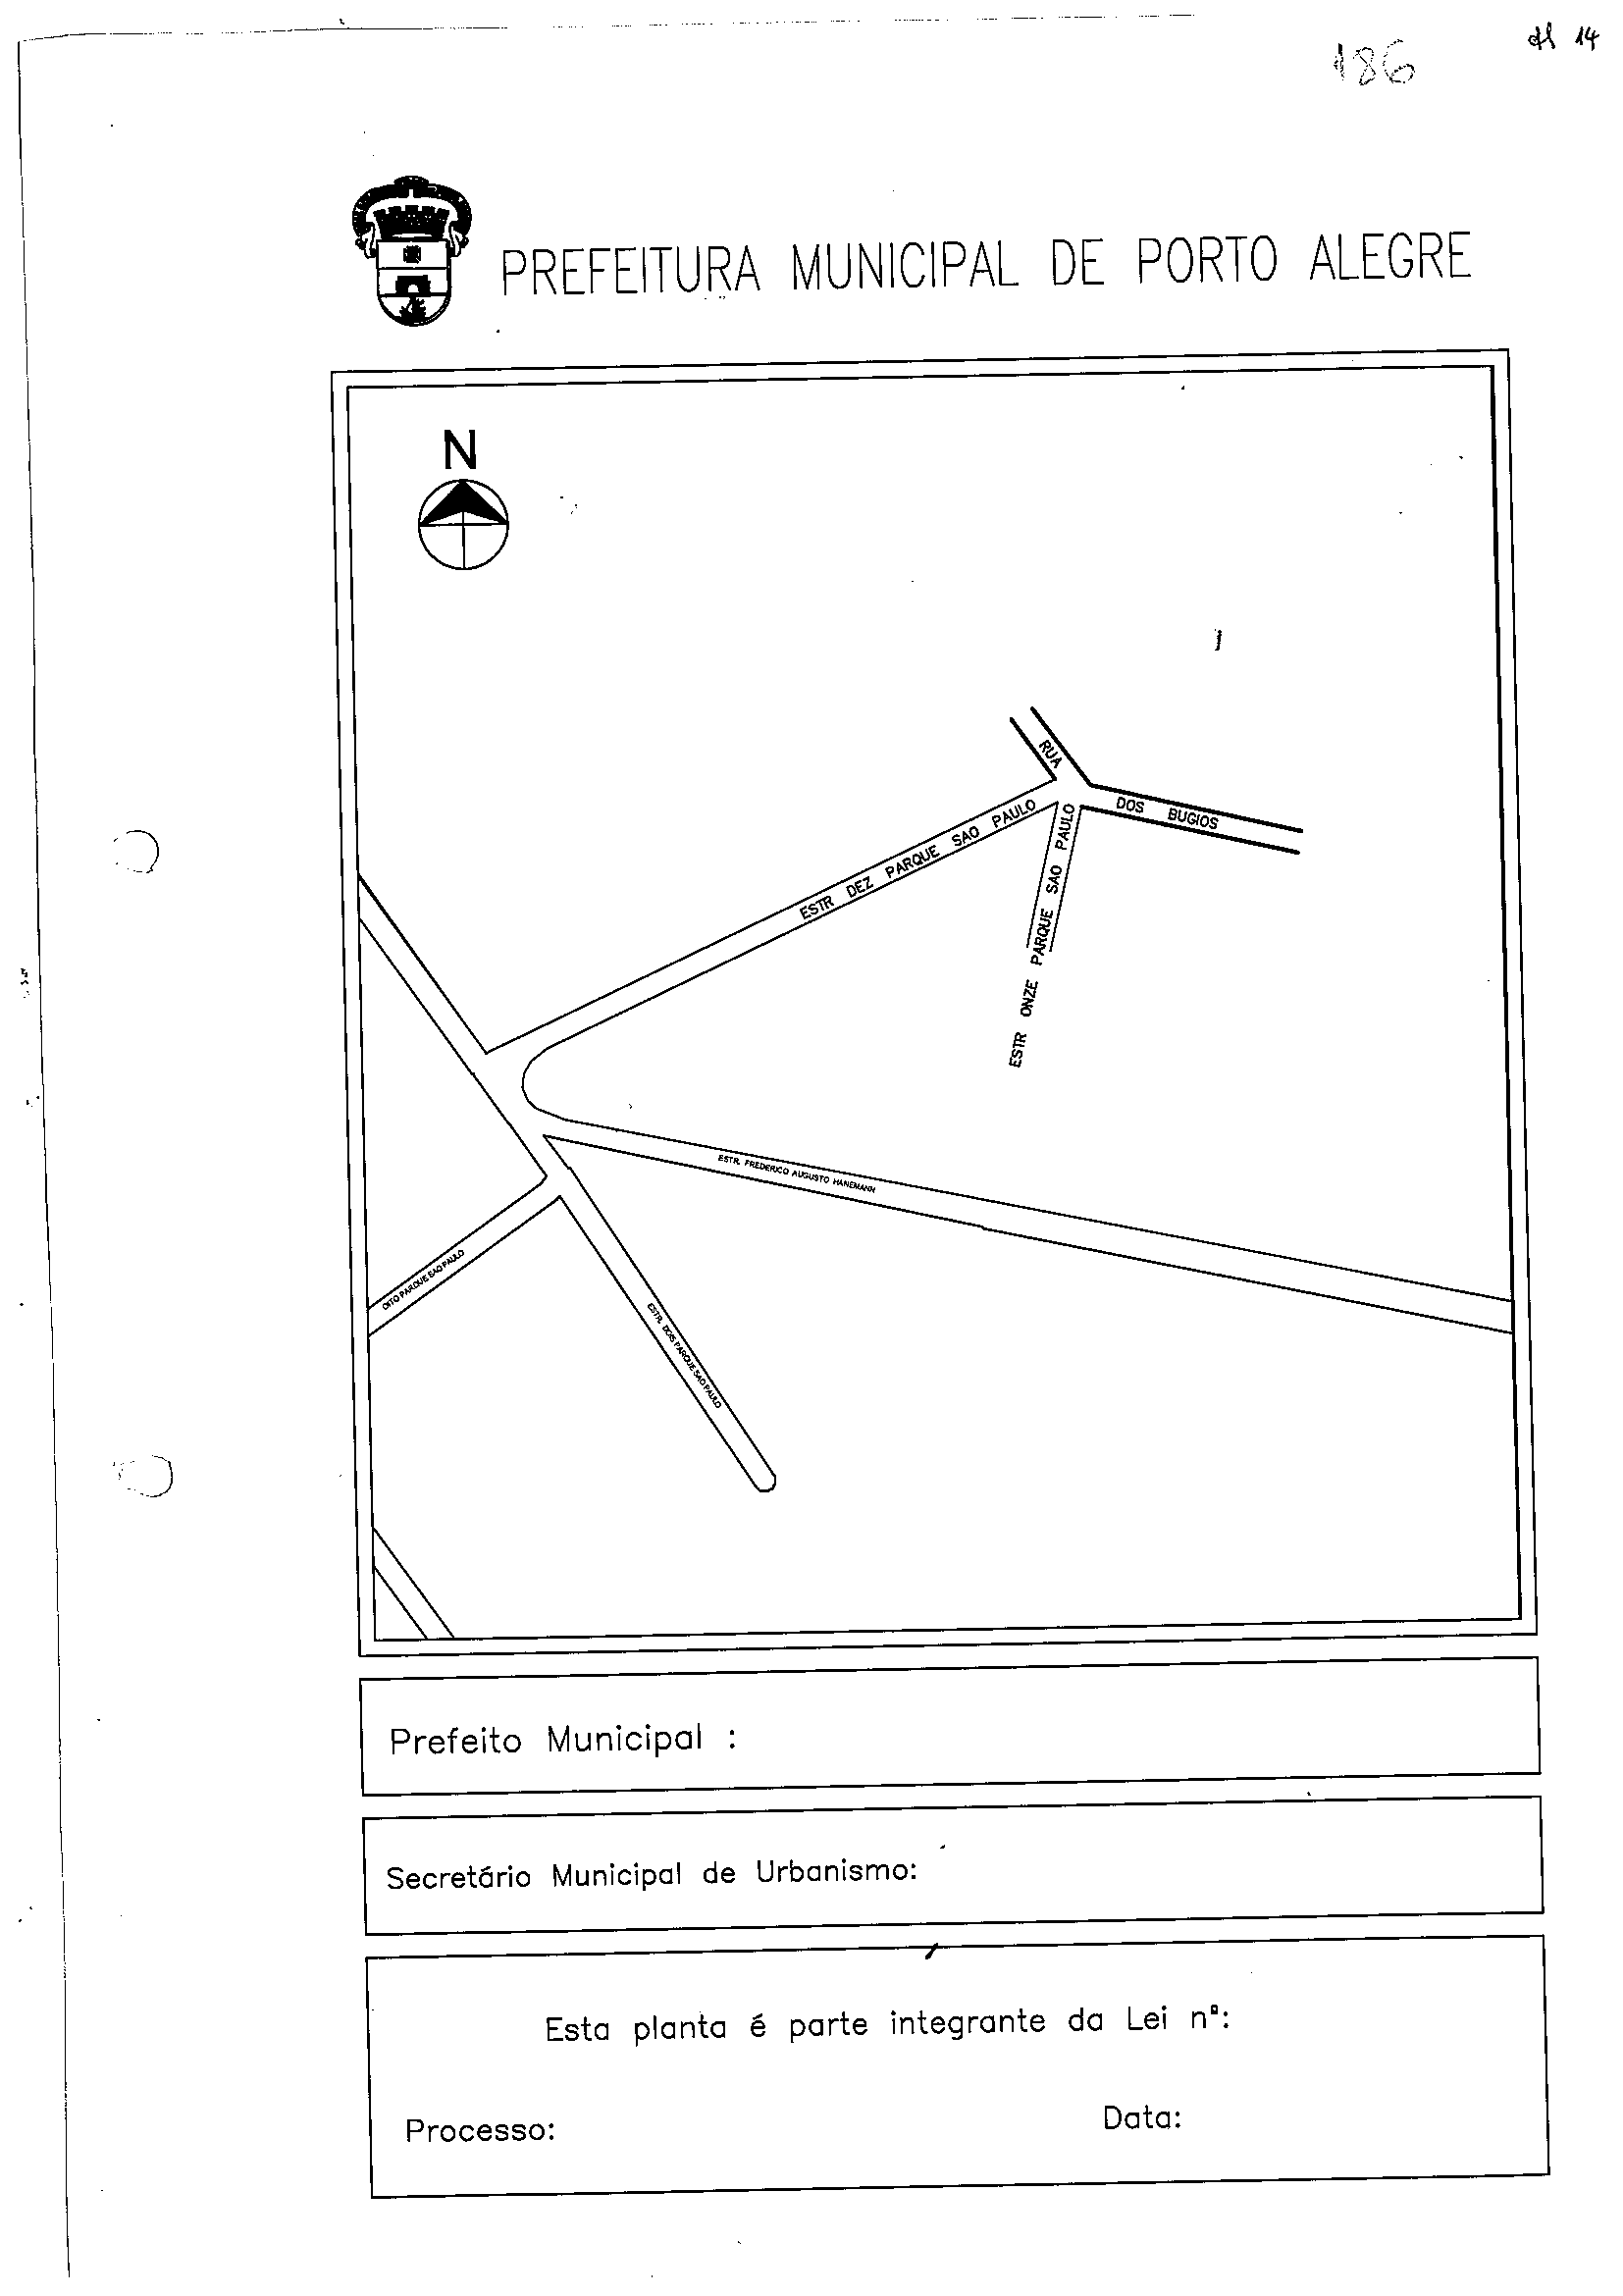 186
14
PREFEITURA MUNICIPAL DE PORTO ALEGRE
N
RUA
DOS BUGIOS
ESTR DEZ PARQUE SAO PAULO
ESTR ONZE PARQUE SAO PAULO
ESTR. FREDERICO AUGUSTO HANEMANN
OITO PARQUE SAO PAULO
ESTR. DOIS PARQUE SAO PAULO
Prefeito Municipal :
Secretário Municipal de Urbanismo:
Esta planta é parte integrante da Lei nº:
Processo:
Data: